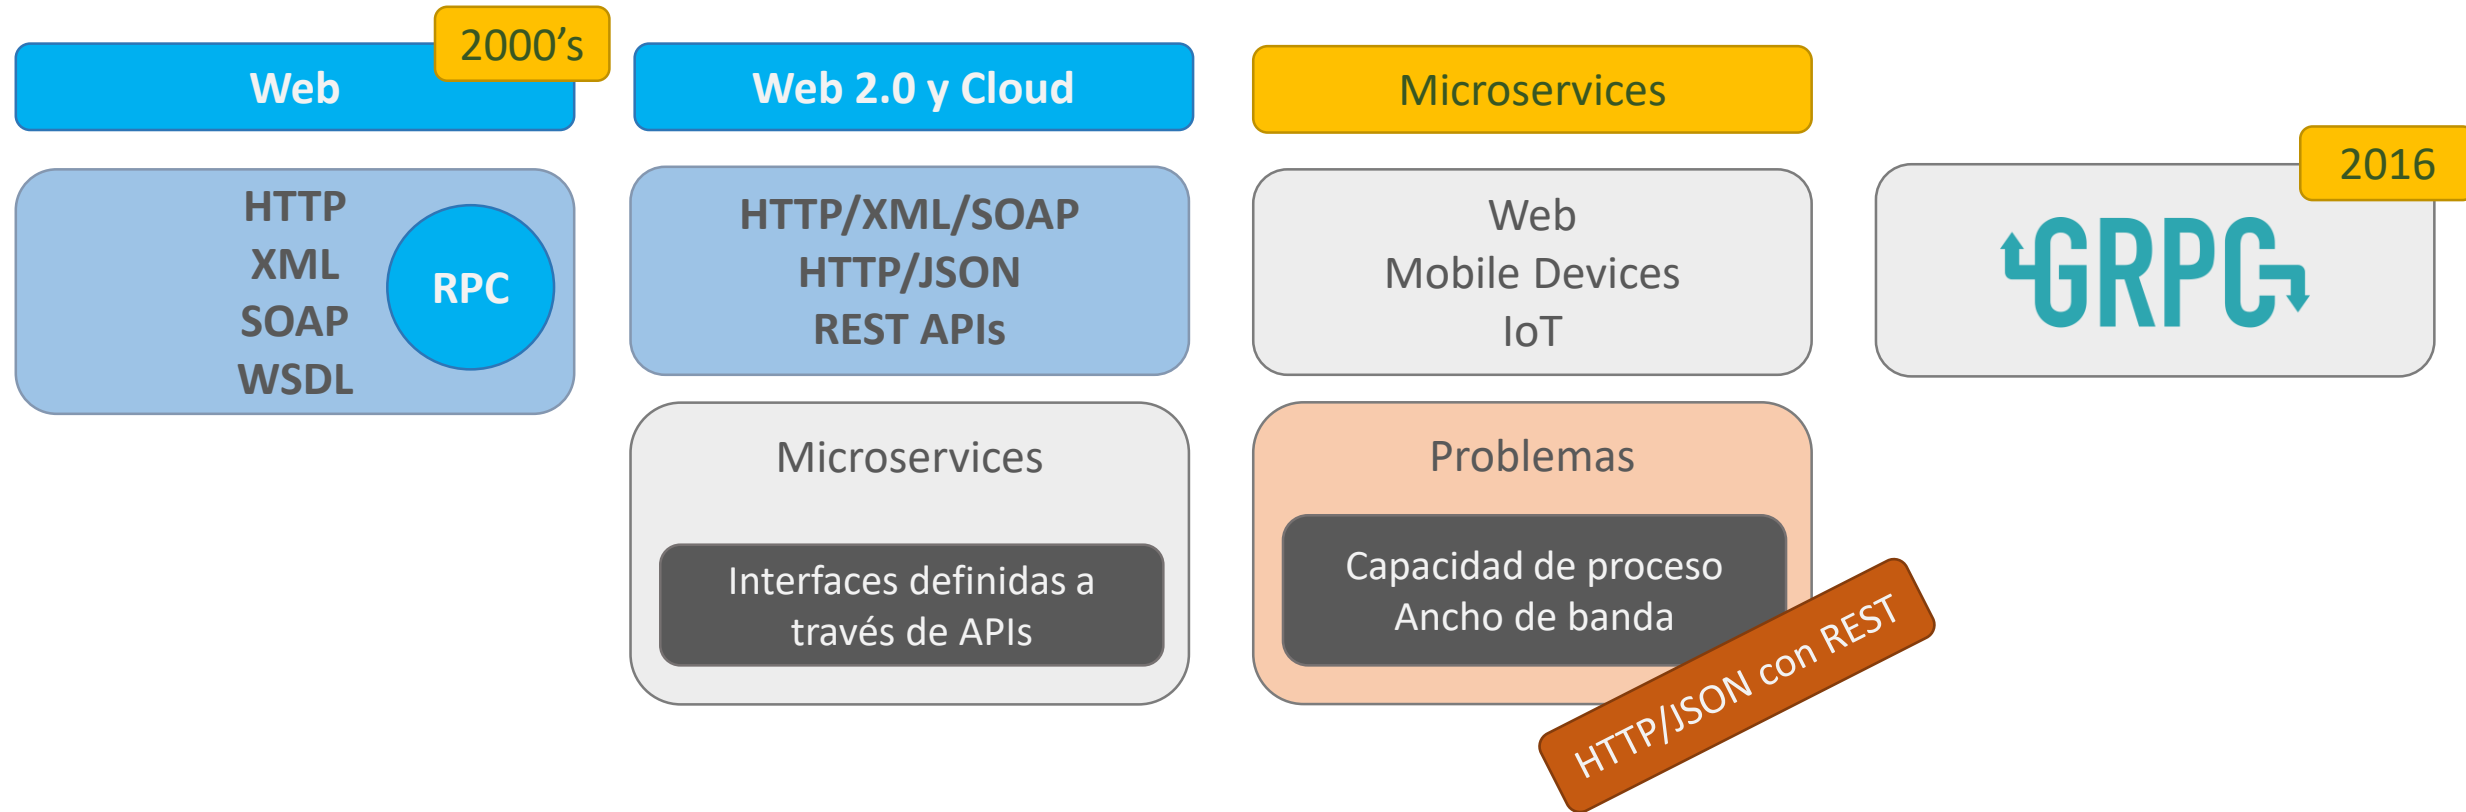 2000's
Web
HTTP
XML
SOAP
WSDL
RPC
Web 2.0 y Cloud
HTTP/XML/SOAP
HTTP/JSON
REST APIs
Microservices
Interfaces definidas a
través de APIs
Microservices
Web
Mobile Devices
IoT
Problemas
Capacidad de proceso
Ancho de banda
HTTP/JSON con REST
2016
GRPC